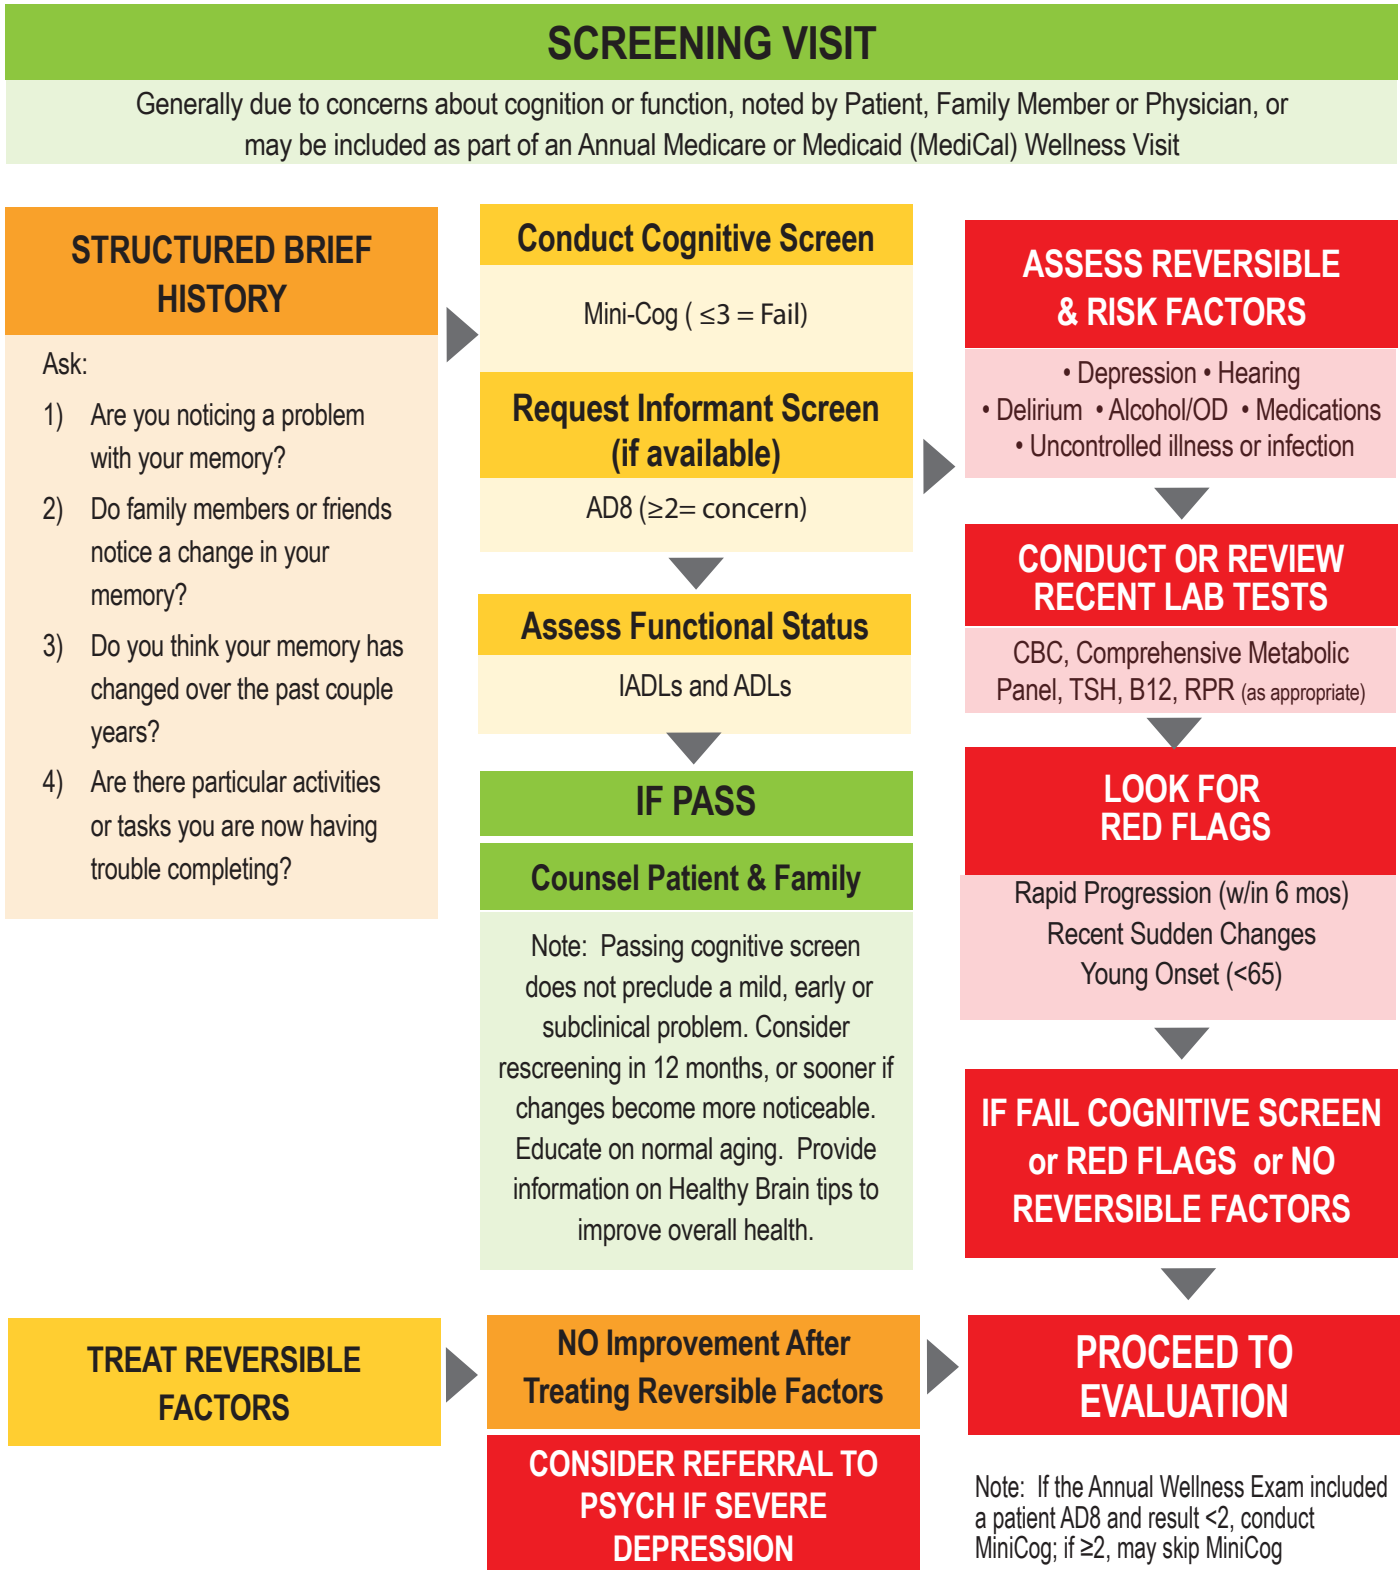 SCREENING VISIT
Generally due to concerns about cognition or function, noted by Patient, Family Member or Physician, or
may be included as part of an Annual Medicare or Medicaid (MediCal) Wellness Visit
STRUCTURED BRIEF
HISTORY
Ask:
1) Are you noticing a problem
with your memory?
2) Do family members or friends
notice a change in your
memory?
3) Do you think your memory has
changed over the past couple
years?
4) Are there particular activities
or tasks you are now having
trouble completing?
Conduct Cognitive Screen
Mini-Cog ( ≤3 = Fail)
Request Informant Screen
(if available)
AD8 (≥2= concern)
Assess Functional Status
IADLs and ADLs
IF PASS
Counsel Patient & Family
Note: Passing cognitive screen
does not preclude a mild, early or
subclinical problem. Consider
rescreening in 12 months, or sooner if
changes become more noticeable.
Educate on normal aging. Provide
information on Healthy Brain tips to
improve overall health.
ASSESS REVERSIBLE
& RISK FACTORS
• Depression • Hearing
• Delirium • Alcohol/OD • Medications
• Uncontrolled illness or infection
CONDUCT OR REVIEW
RECENT LAB TESTS
CBC, Comprehensive Metabolic
Panel, TSH, B12, RPR (as appropriate)
LOOK FOR
RED FLAGS
Rapid Progression (w/in 6 mos)
Recent Sudden Changes
Young Onset (<65)
IF FAIL COGNITIVE SCREEN
or RED FLAGS or NO
REVERSIBLE FACTORS
TREAT REVERSIBLE
FACTORS
NO Improvement After
Treating Reversible Factors
CONSIDER REFERRAL TO
PSYCH IF SEVERE
DEPRESSION
PROCEED TO
EVALUATION
Note: If the Annual Wellness Exam included
a patient AD8 and result <2, conduct
MiniCog; if ≥2, may skip MiniCog